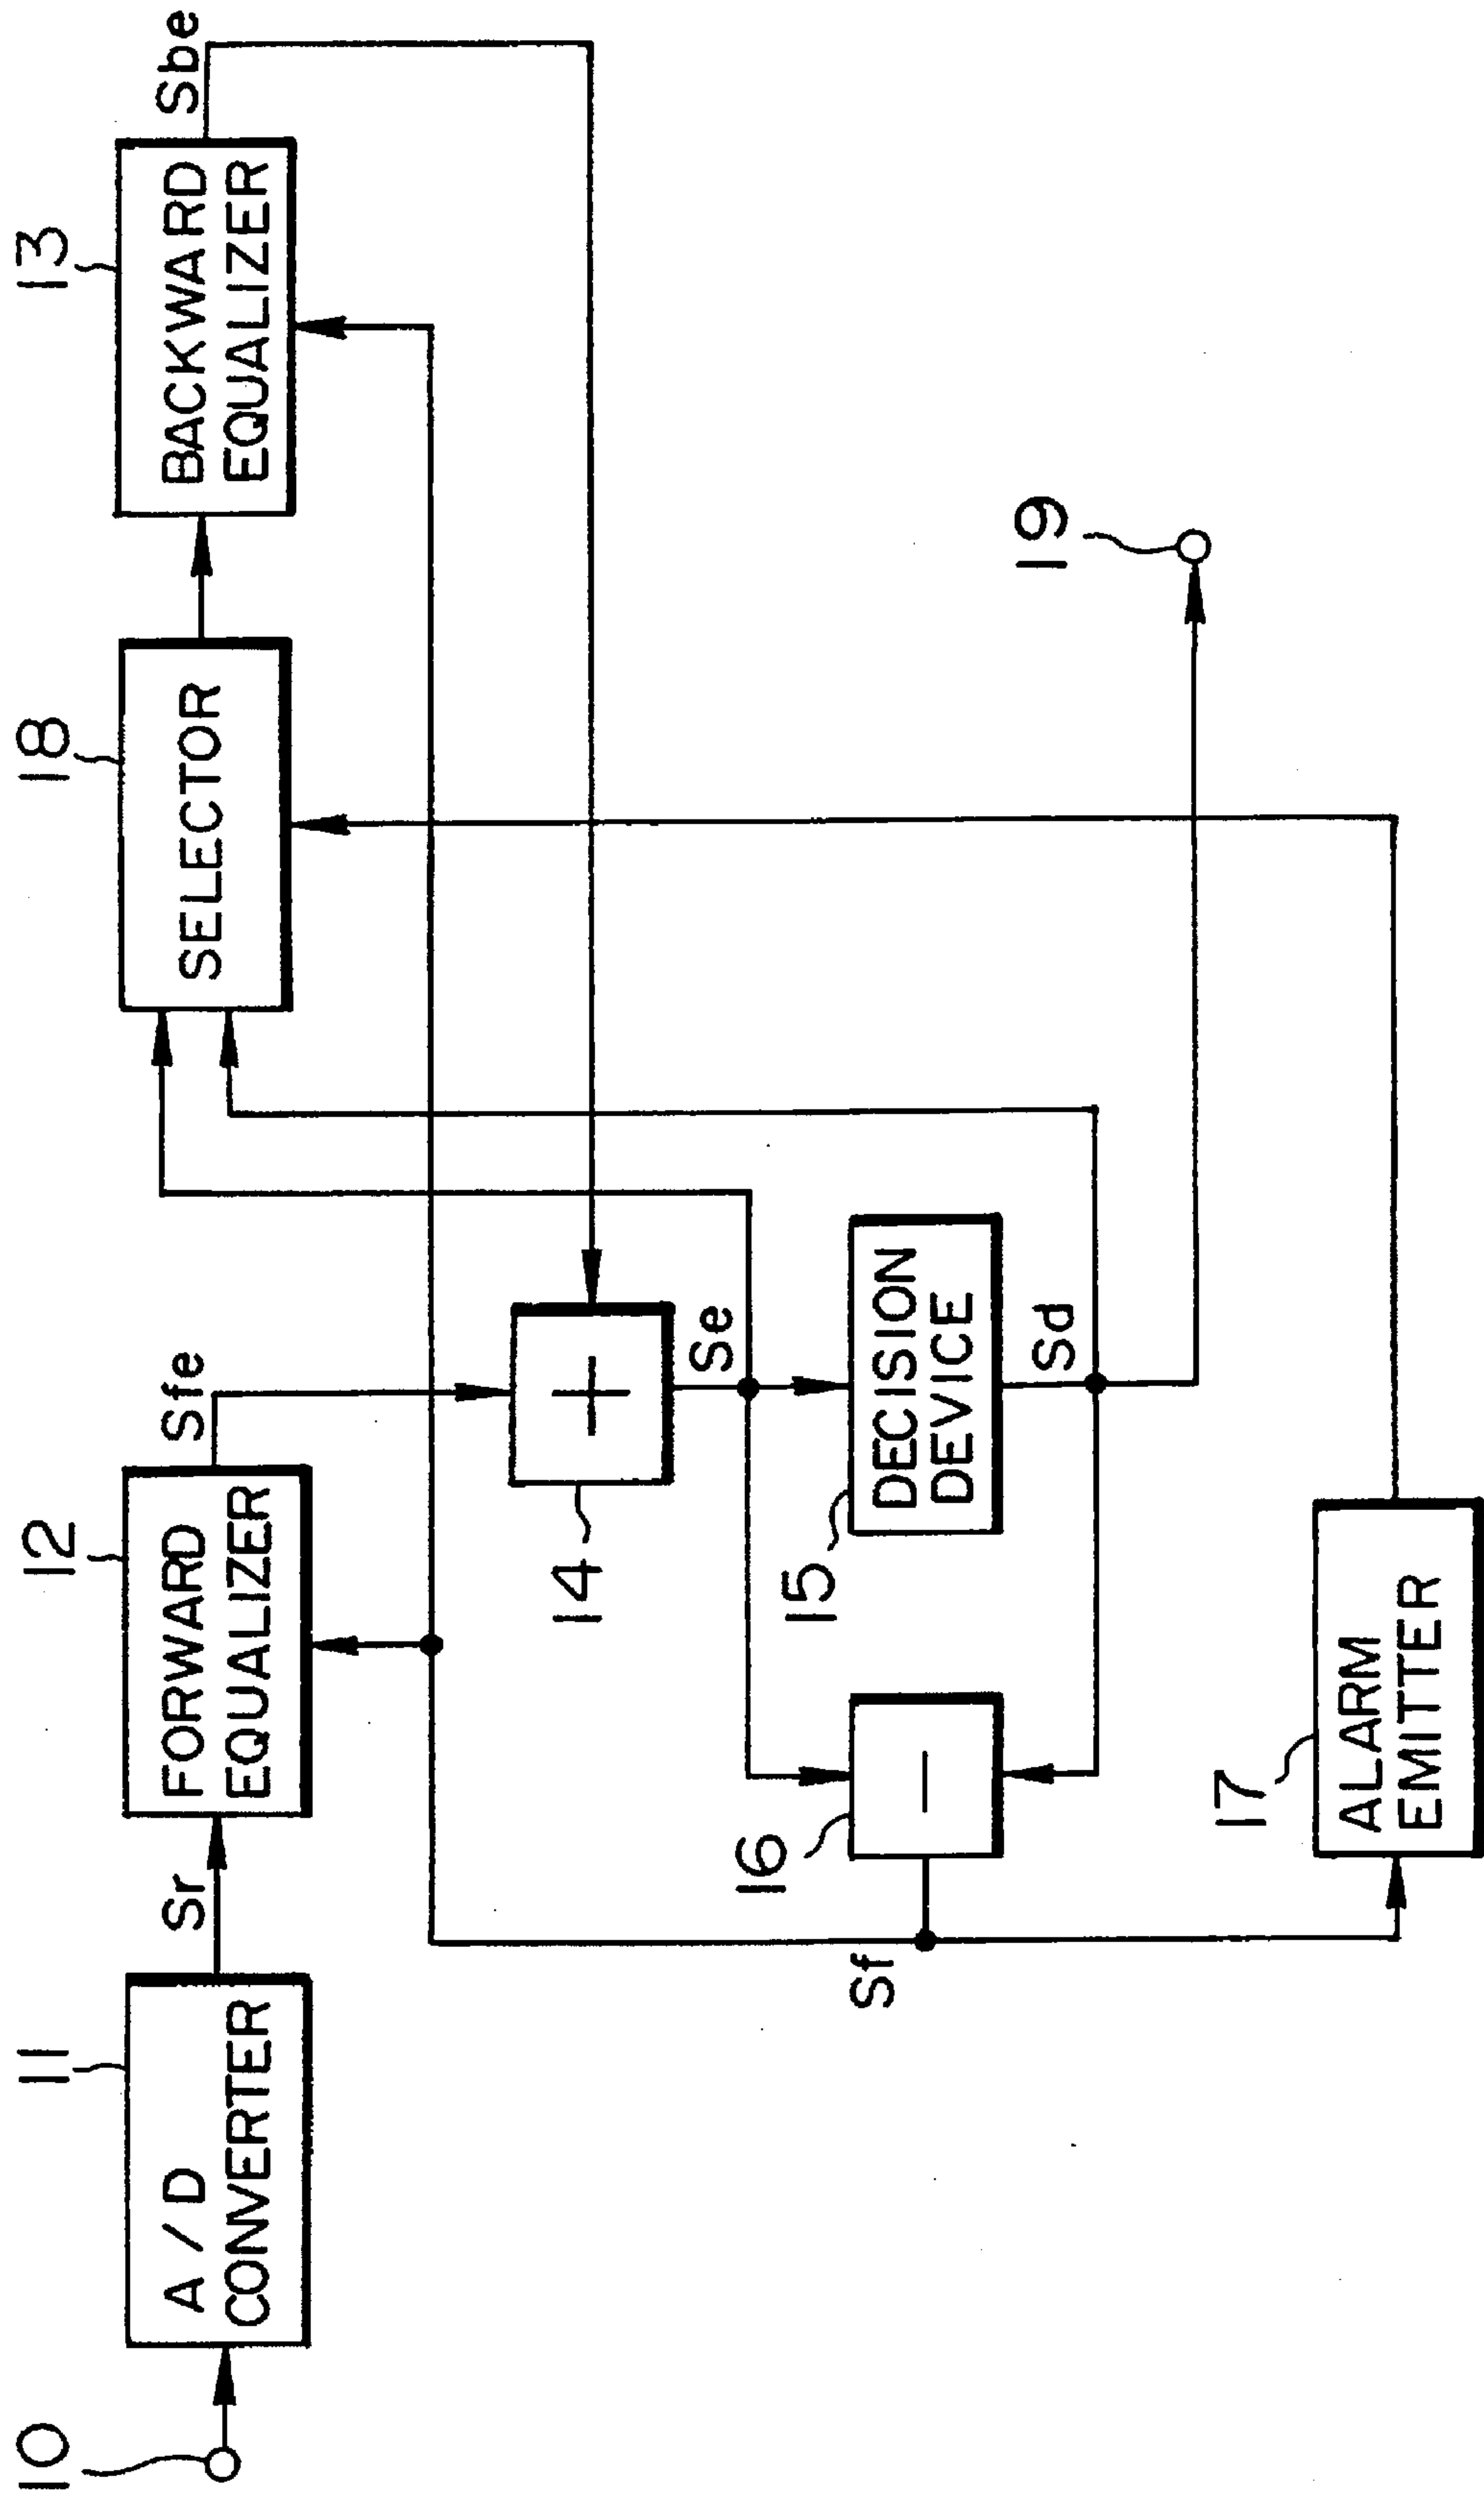 10
11
12
18
13
A/D
CONVERTER
Sr
FORWARD
EQUALIZER
Sfe
SELECTOR
BACKWARD
EQUALIZER
Sbe
14
+
Se
15
DECISION
DEVICE
16
−
Sf
Sd
19
17
ALARM
EMITTER